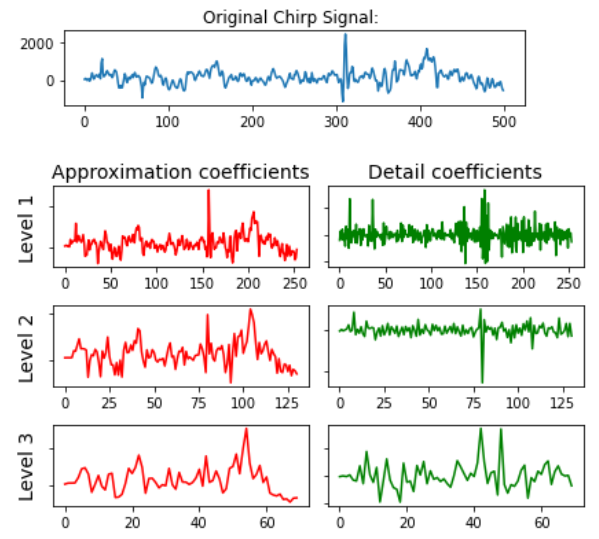 Original Chirp Signal:
2000
0
0 100 200 300 400 500
Approximation coefficients Detail coefficients
Level 1
0 50 100 150 200 250 0 50 100 150 200 250
Level 2
0 25 50 75 100 125 0 25 50 75 100 125
Level 3
0 20 40 60 0 20 40 60